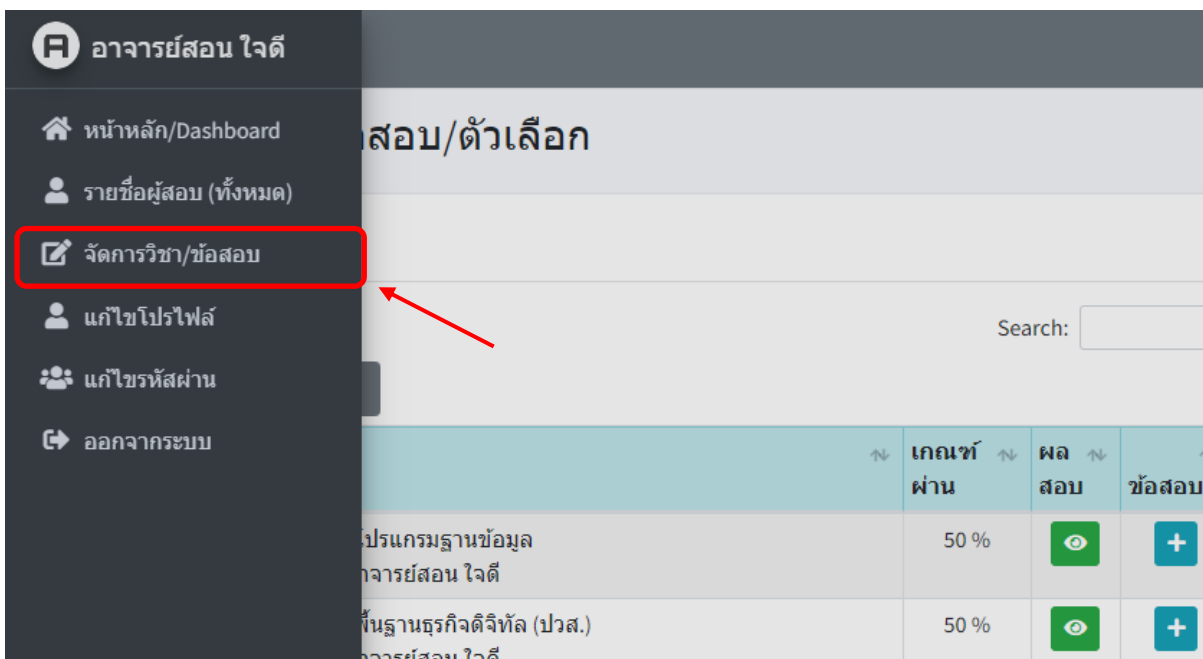 อาจารย์สอน ใจดี
หน้าหลัก/Dashboard
รายชื่อผู้สอบ (ทั้งหมด)
จัดการวิชา/ข้อสอบ
แก้ไขโปรไฟล์
แก้ไขรหัสผ่าน
ออกจากระบบ
สอบ/ตัวเลือก
Search:
เกณฑ์ผ่าน
ผลสอบ
ข้อสอบ
โปรแกรมฐานข้อมูล
อาจารย์สอน ใจดี
50 %
พื้นฐานธุรกิจดิจิทัล (ปวส.)
50 %